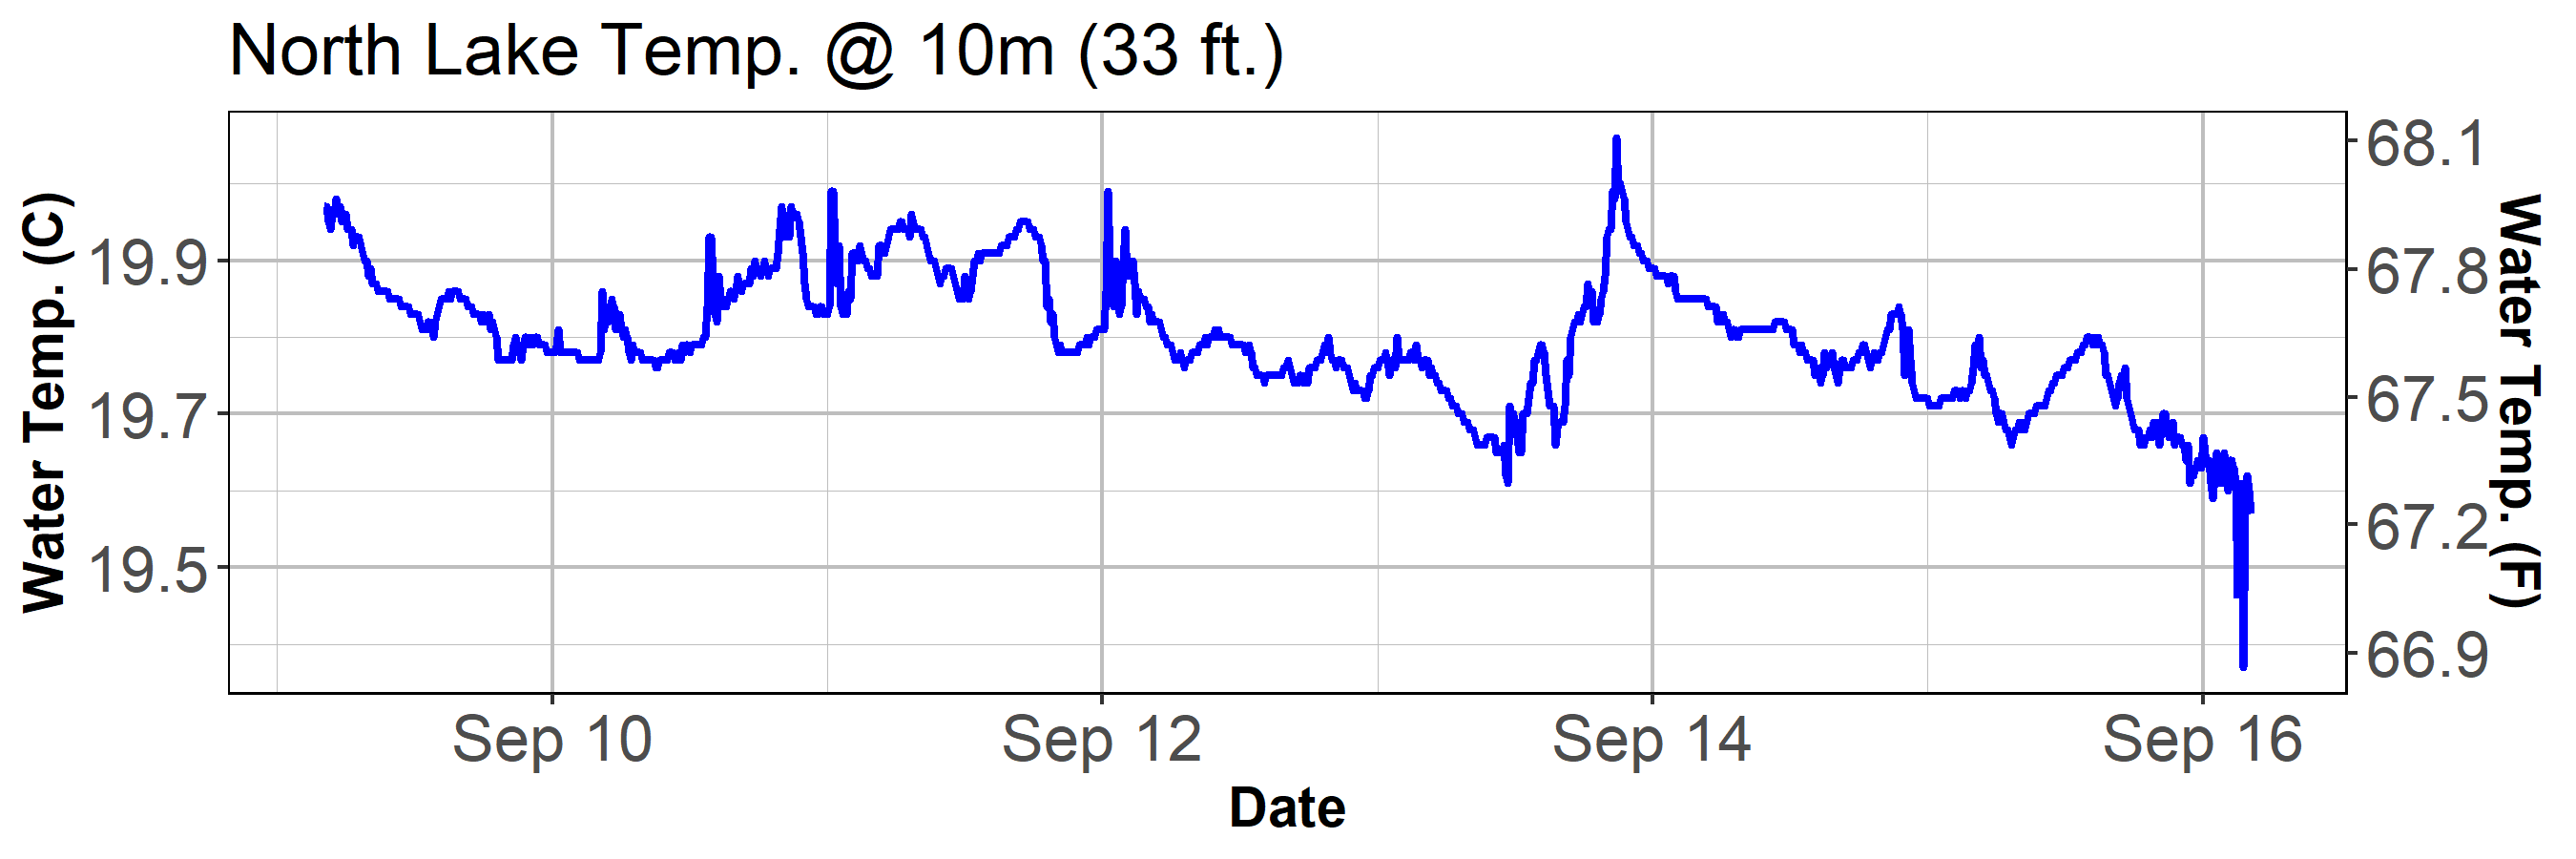 North Lake Temp. @ 10m (33 ft.)
Water Temp. (C)
19.9
19.7
19.5
68.1
67.8
67.5
67.2
66.9
Water Temp. (F)
Sep 10 Sep 12 Sep 14 Sep 16
Date